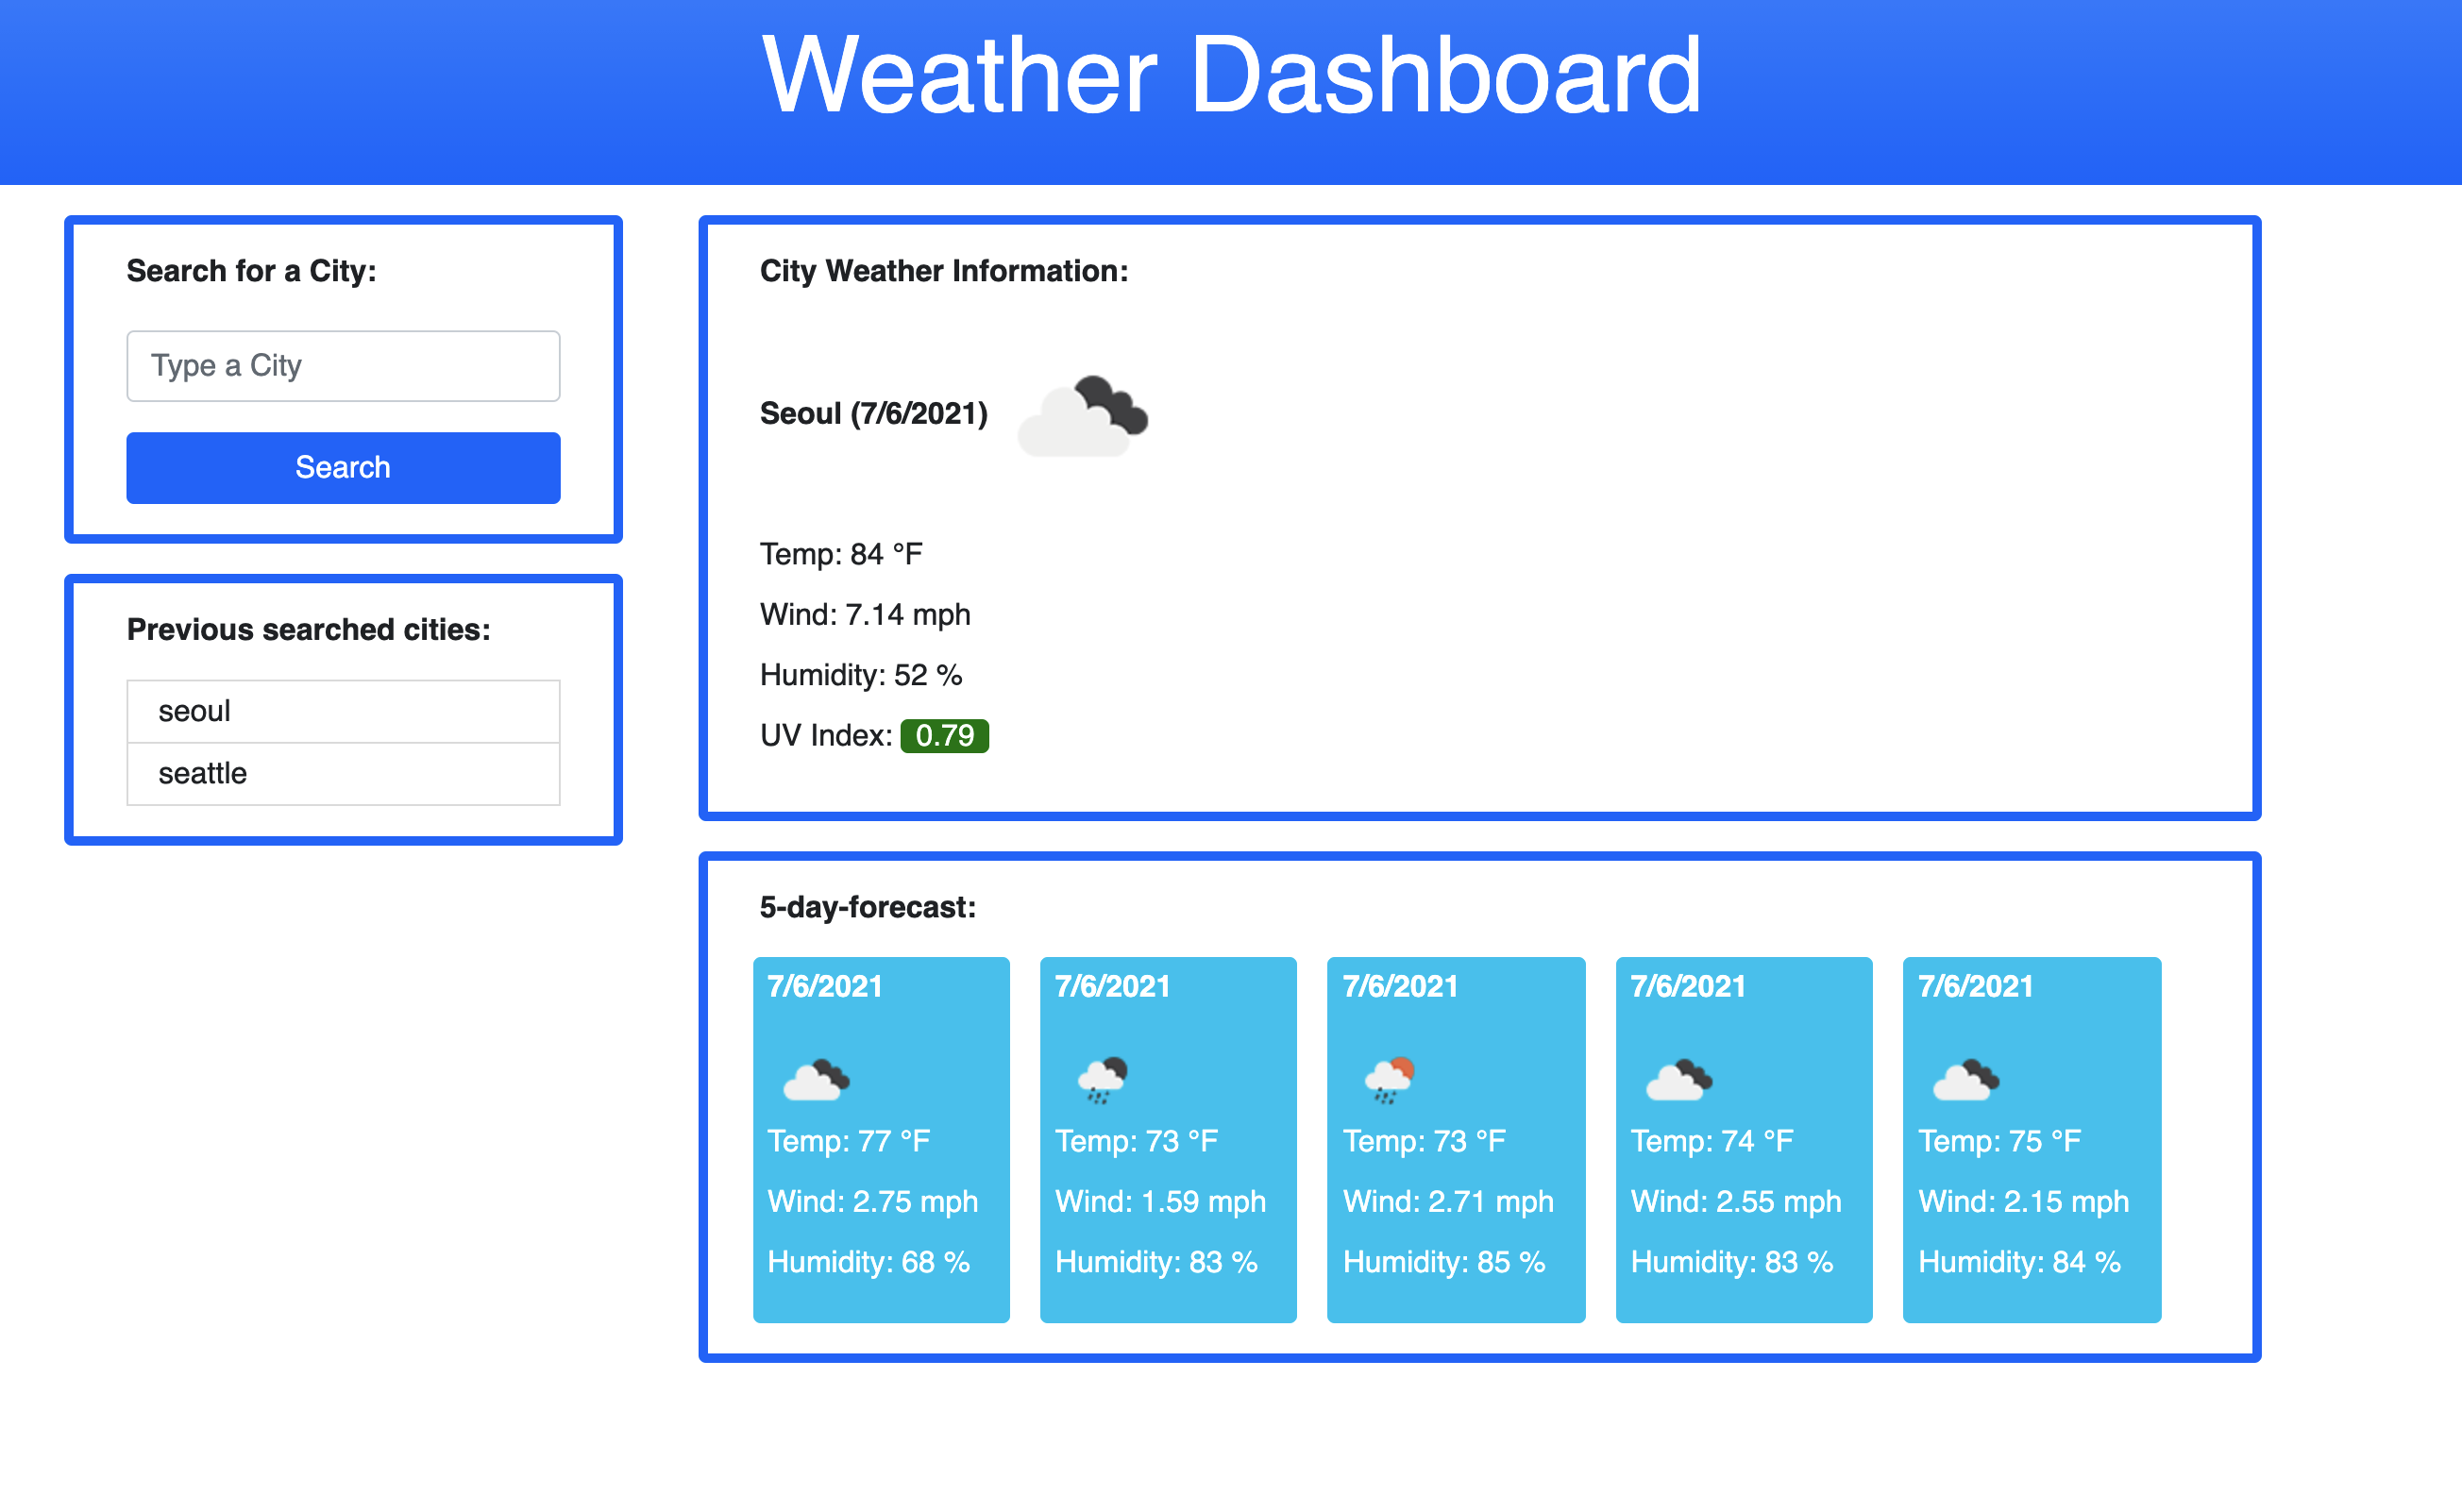 Weather Dashboard
Search for a City:
Type a City
Search
Previous searched cities:
seoul
seattle
City Weather Information:
Seoul (7/6/2021)
Temp: 84 °F
Wind: 7.14 mph
Humidity: 52 %
UV Index: 0.79
5-day-forecast:
7/6/2021
Temp: 77 °F
Wind: 2.75 mph
Humidity: 68 %
7/6/2021
Temp: 73 °F
Wind: 1.59 mph
Humidity: 83 %
7/6/2021
Temp: 73 °F
Wind: 2.71 mph
Humidity: 85 %
7/6/2021
Temp: 74 °F
Wind: 2.55 mph
Humidity: 83 %
7/6/2021
Temp: 75 °F
Wind: 2.15 mph
Humidity: 84 %